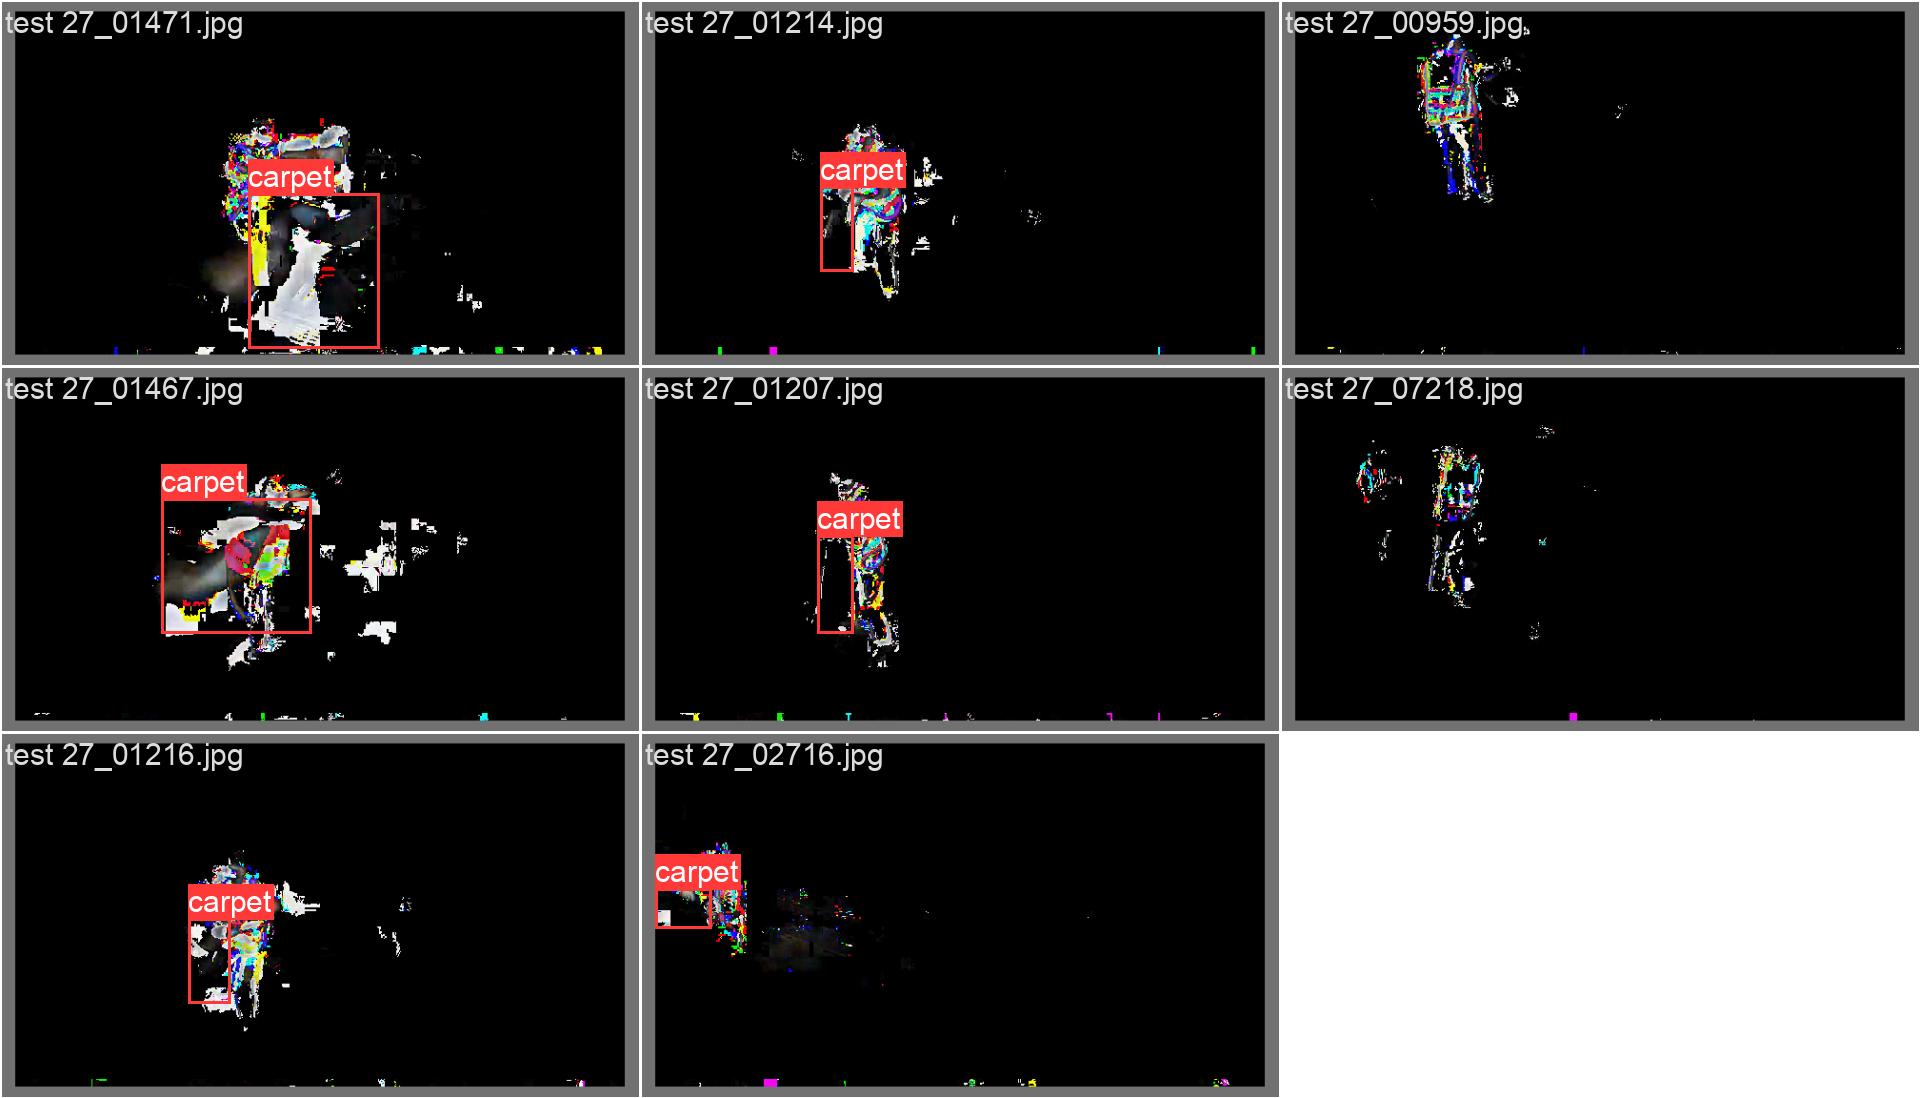 test 27_01471.jpg
test 27_01214.jpg
test 27_00959.jpg
carpet
carpet
test 27_01467.jpg
test 27_01207.jpg
test 27_07218.jpg
carpet
carpet
test 27_01216.jpg
test 27_02716.jpg
carpet
carpet